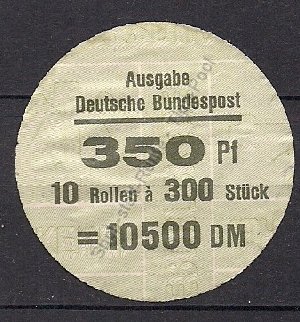 Ausgabe
Deutsche Bundespost
350 Pf
10 Rollen à 300 Stück
= 10500 DM